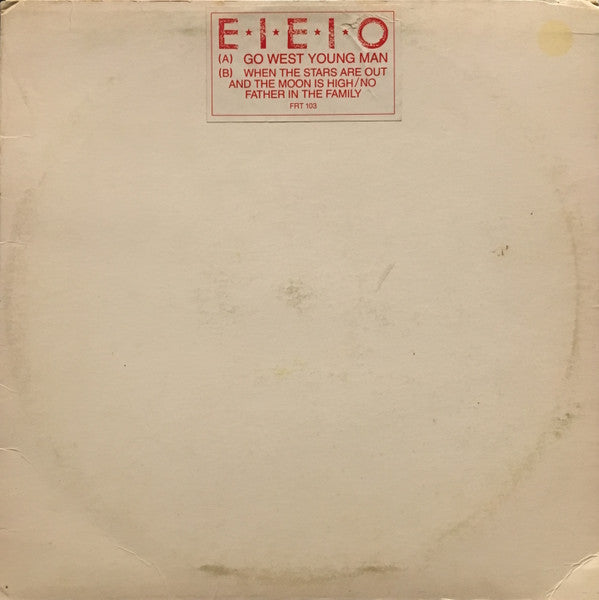 E★I★E★I★O
(A) GO WEST YOUNG MAN
(B) WHEN THE STARS ARE OUT
AND THE MOON IS HIGH/NO
FATHER IN THE FAMILY
FRT 103